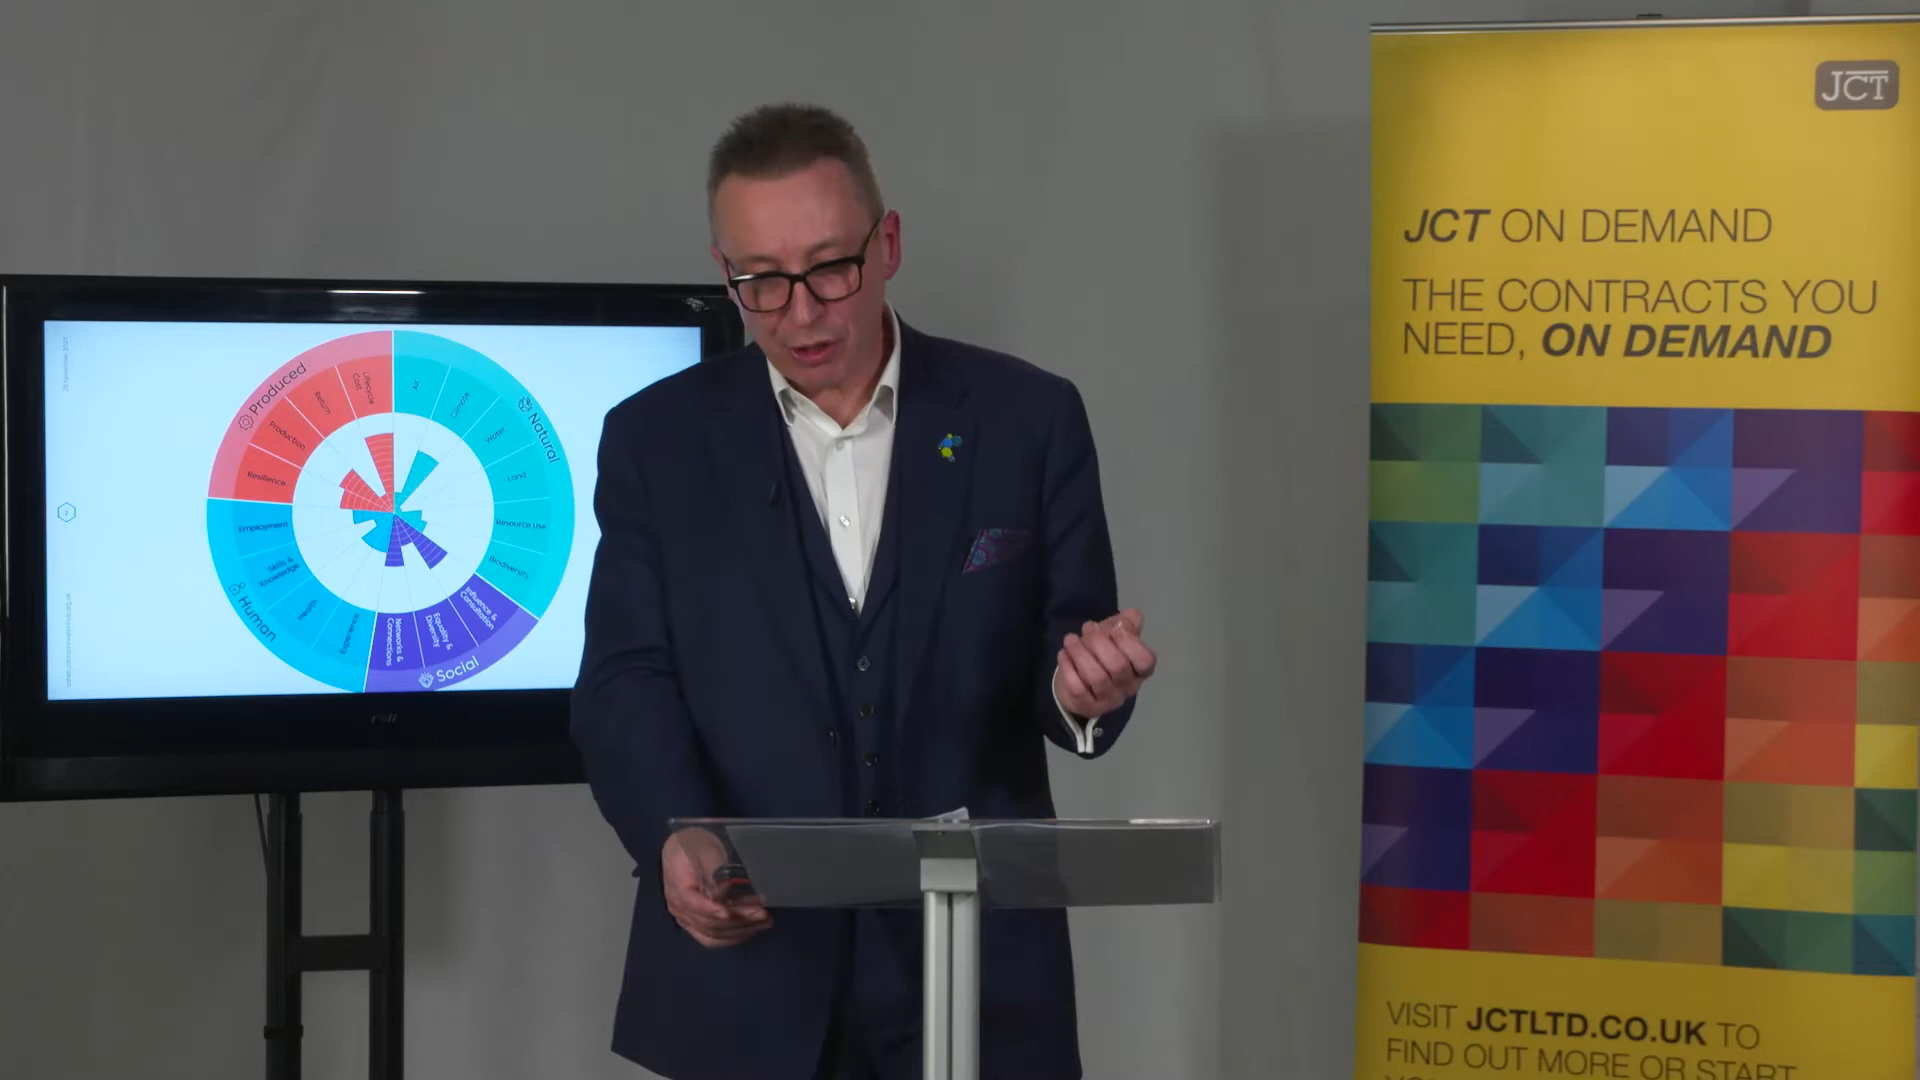 Produced
Lifecycle
Cost
Return
Production
Resilience
Air
Climate
Water
Land
Resource Use
Biodiversity
Natural
Employment
Skills &
Knowledge
Health
Experience
Human
Influence &
Consultation
Equality &
Diversity
Networks &
Connections
Social
JCT
JCT ON DEMAND
THE CONTRACTS YOU
NEED, ON DEMAND
VISIT JCTLTD.CO.UK TO
FIND OUT MORE OR START